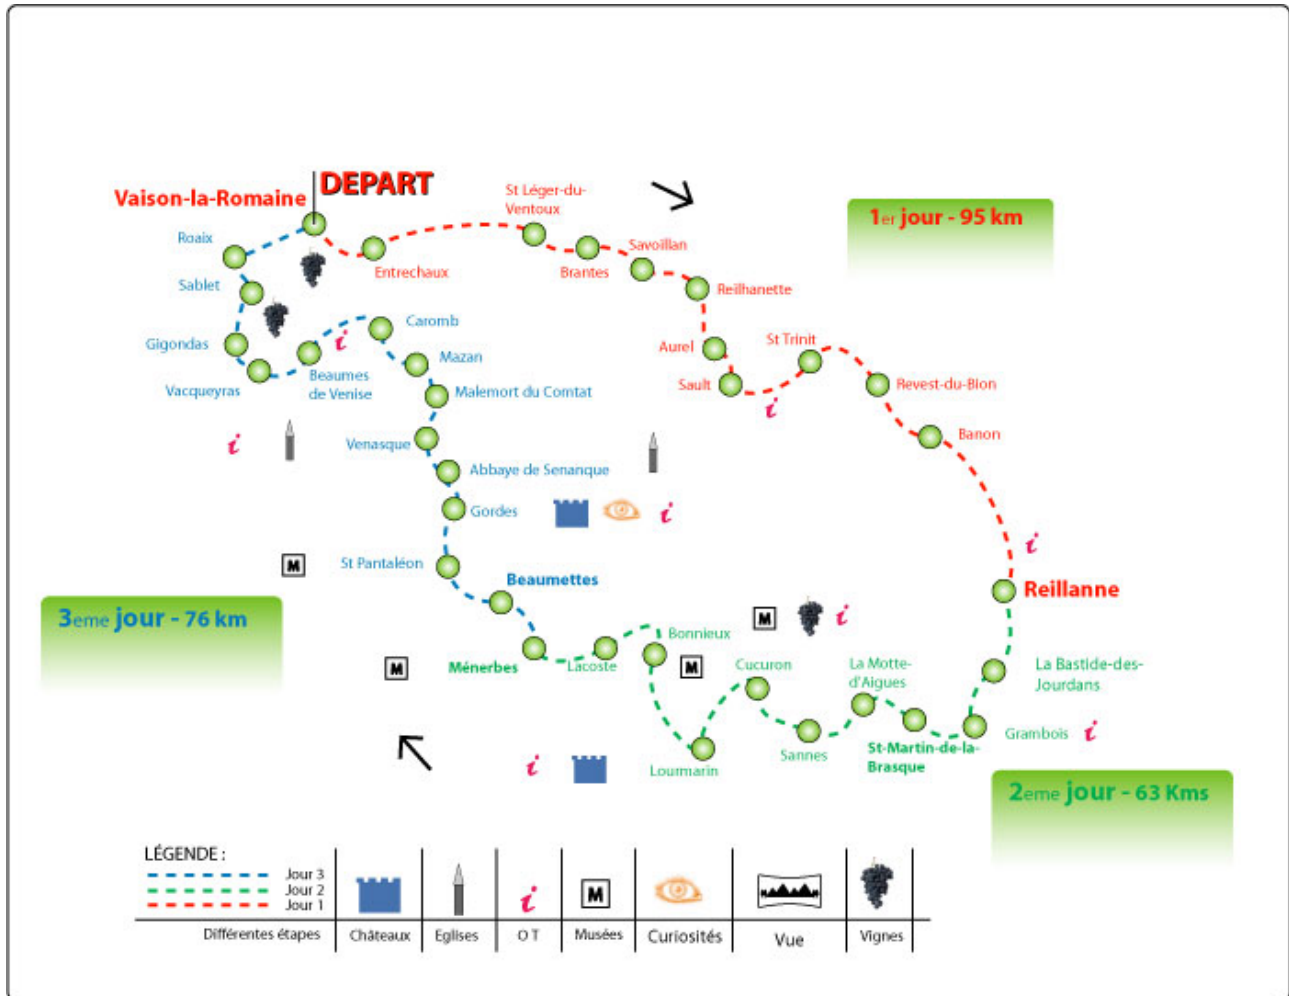 DEPART
Vaison-la-Romaine
St Léger-du-
Ventoux
1er jour - 95 km
Roaix
Savoillan
Entrechaux
Brantes
Sablet
Reilhanette
Caromb
St Trinit
Gigondas
Aurel
Mazan
Beaumes
de Venise
Vacqueyras
Sault
Revest-du-Bion
Malemort du Comtat
Banon
Venasque
Abbaye de Senanque
Gordes
St Pantaléon
M
Beaumettes
Reillanne
3eme jour - 76 km
M
Bonnieux
Ménerbes
Lacoste
M
M
Cucuron
La Motte-
d'Aigues
La Bastide-des-
Jourdans
Grambois
Sannes
St-Martin-de-la-
Brasque
Lourmarin
2eme jour - 63 Kms
LÉGENDE :
Jour 3
Jour 2
Jour 1
M
Différentes étapes
Châteaux
Eglises
O T
Musées
Curiosités
Vue
Vignes